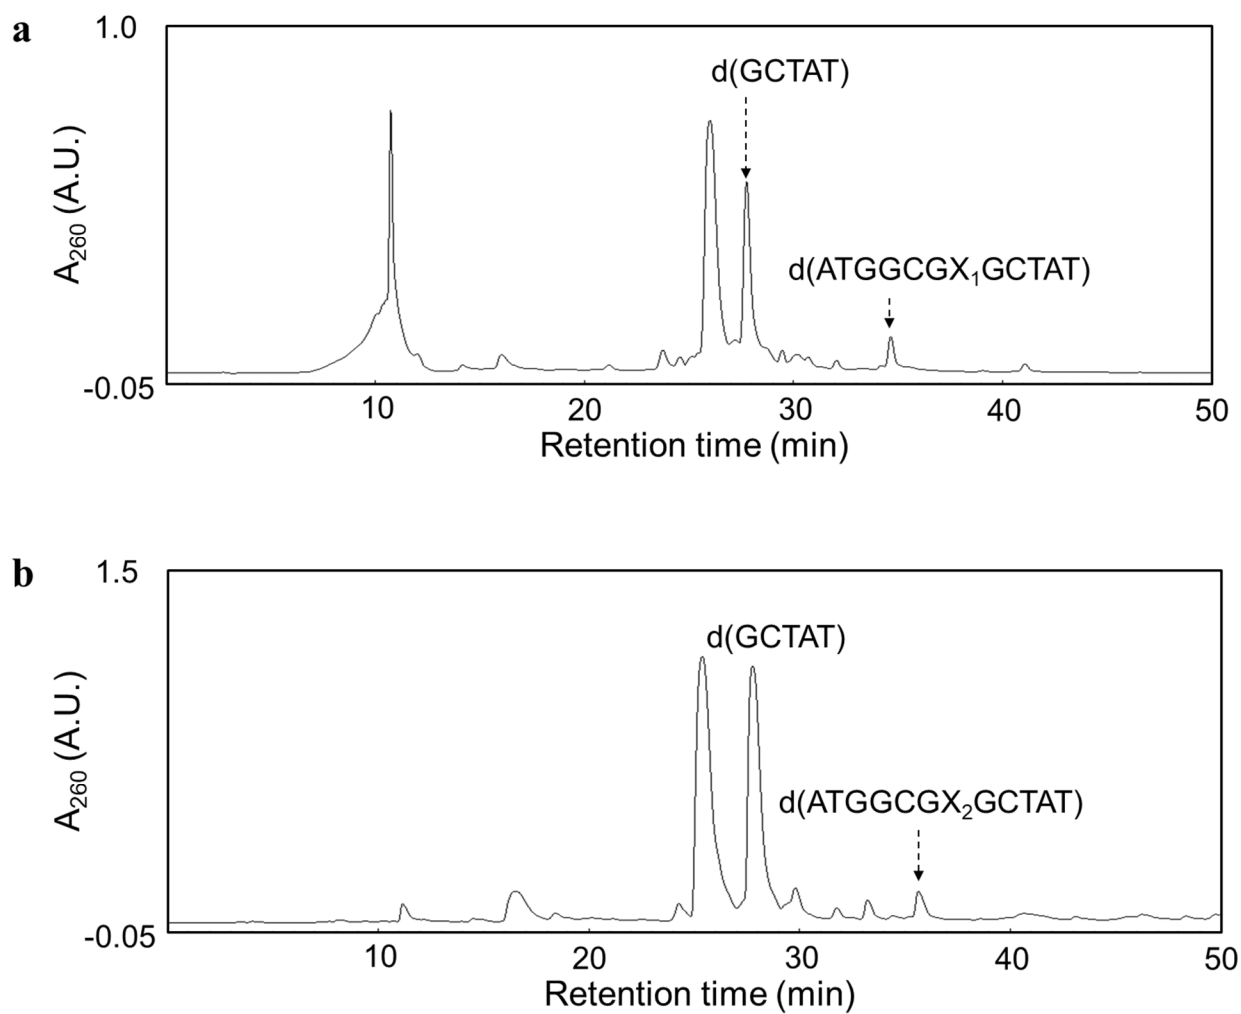 a
1.0
d(GCTAT)
A260 (A.U.)
d(ATGGCGX1GCTAT)
-0.05
10 20 30 40 50
Retention time (min)
b
1.5
d(GCTAT)
A260 (A.U.)
d(ATGGCGX2GCTAT)
-0.05
10 20 30 40 50
Retention time (min)